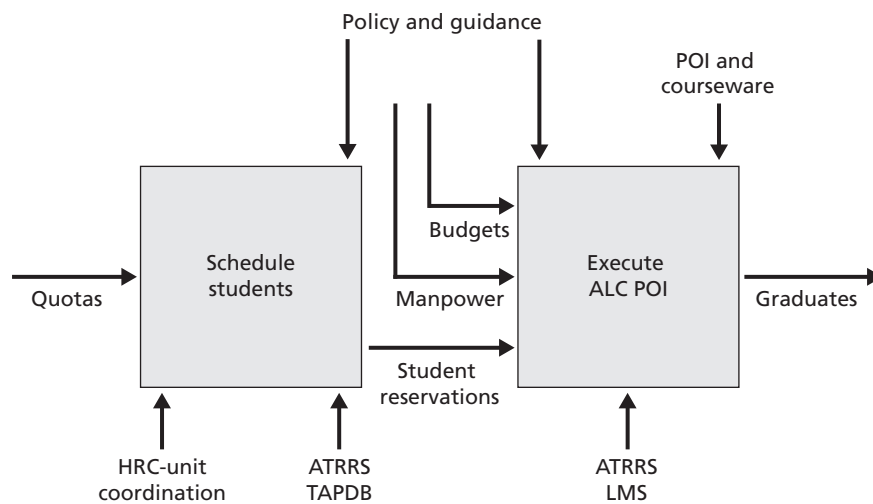 Policy and guidance
POI and
courseware
Budgets
Schedule
students
Execute
ALC POI
Quotas
Manpower
Graduates
Student
reservations
HRC-unit
coordination
ATRRS
TAPDB
ATRRS
LMS